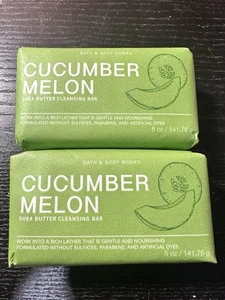 BATH & BODY WORKS
CUCUMBER
MELON
SHEA BUTTER CLEANSING BAR
WORK INTO A RICH LATHER THAT IS GENTLE AND NOURISHING
FORMULATED WITHOUT SULFATES, PARABENS, AND ARTIFICIAL DYES
5 oz / 141.76 g
BATH & BODY WORKS
CUCUMBER
MELON
SHEA BUTTER CLEANSING BAR
WORK INTO A RICH LATHER THAT IS GENTLE AND NOURISHING
FORMULATED WITHOUT SULFATES, PARABENS, AND ARTIFICIAL DYES
5 oz / 141.76 g